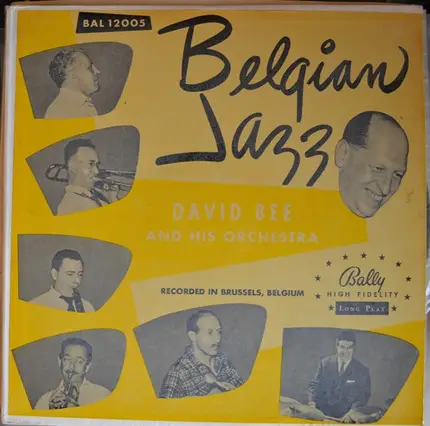 BAL 12005
Belgian
Jazz
DAVID BEE
AND HIS ORCHESTRA
RECORDED IN BRUSSELS, BELGIUM
Bally
HIGH FIDELITY
LONG PLAY